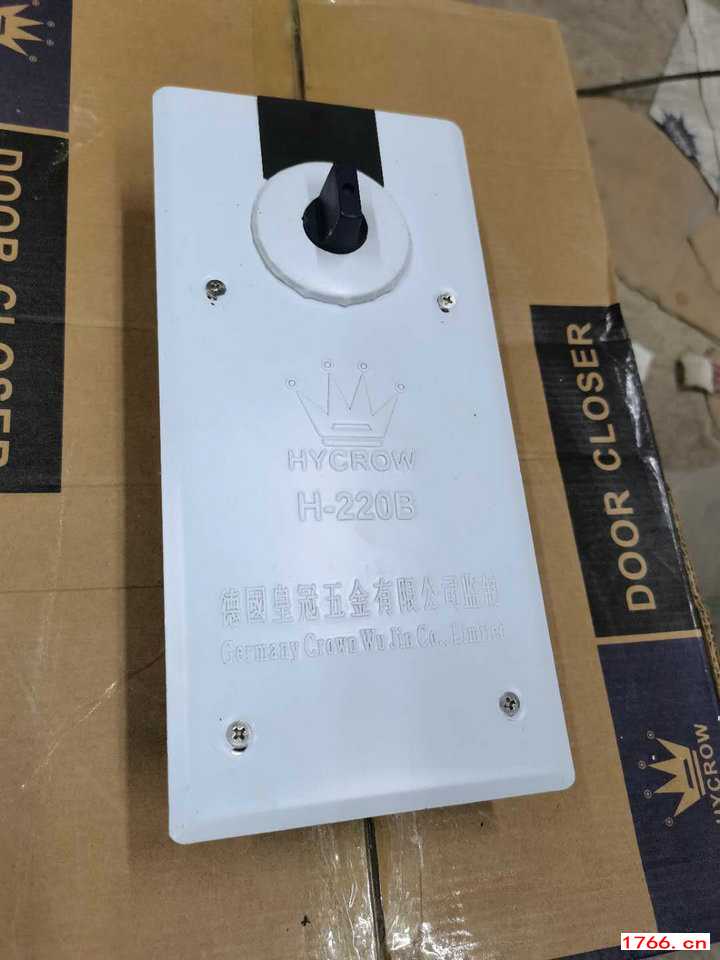 HYCROW
H-220B
德國皇冠五金有限公司监制
Germany Crown Wu Jin Co., Limited
DOOR CLOSER
DOOR CLOSER
HYCROW
1766.cn